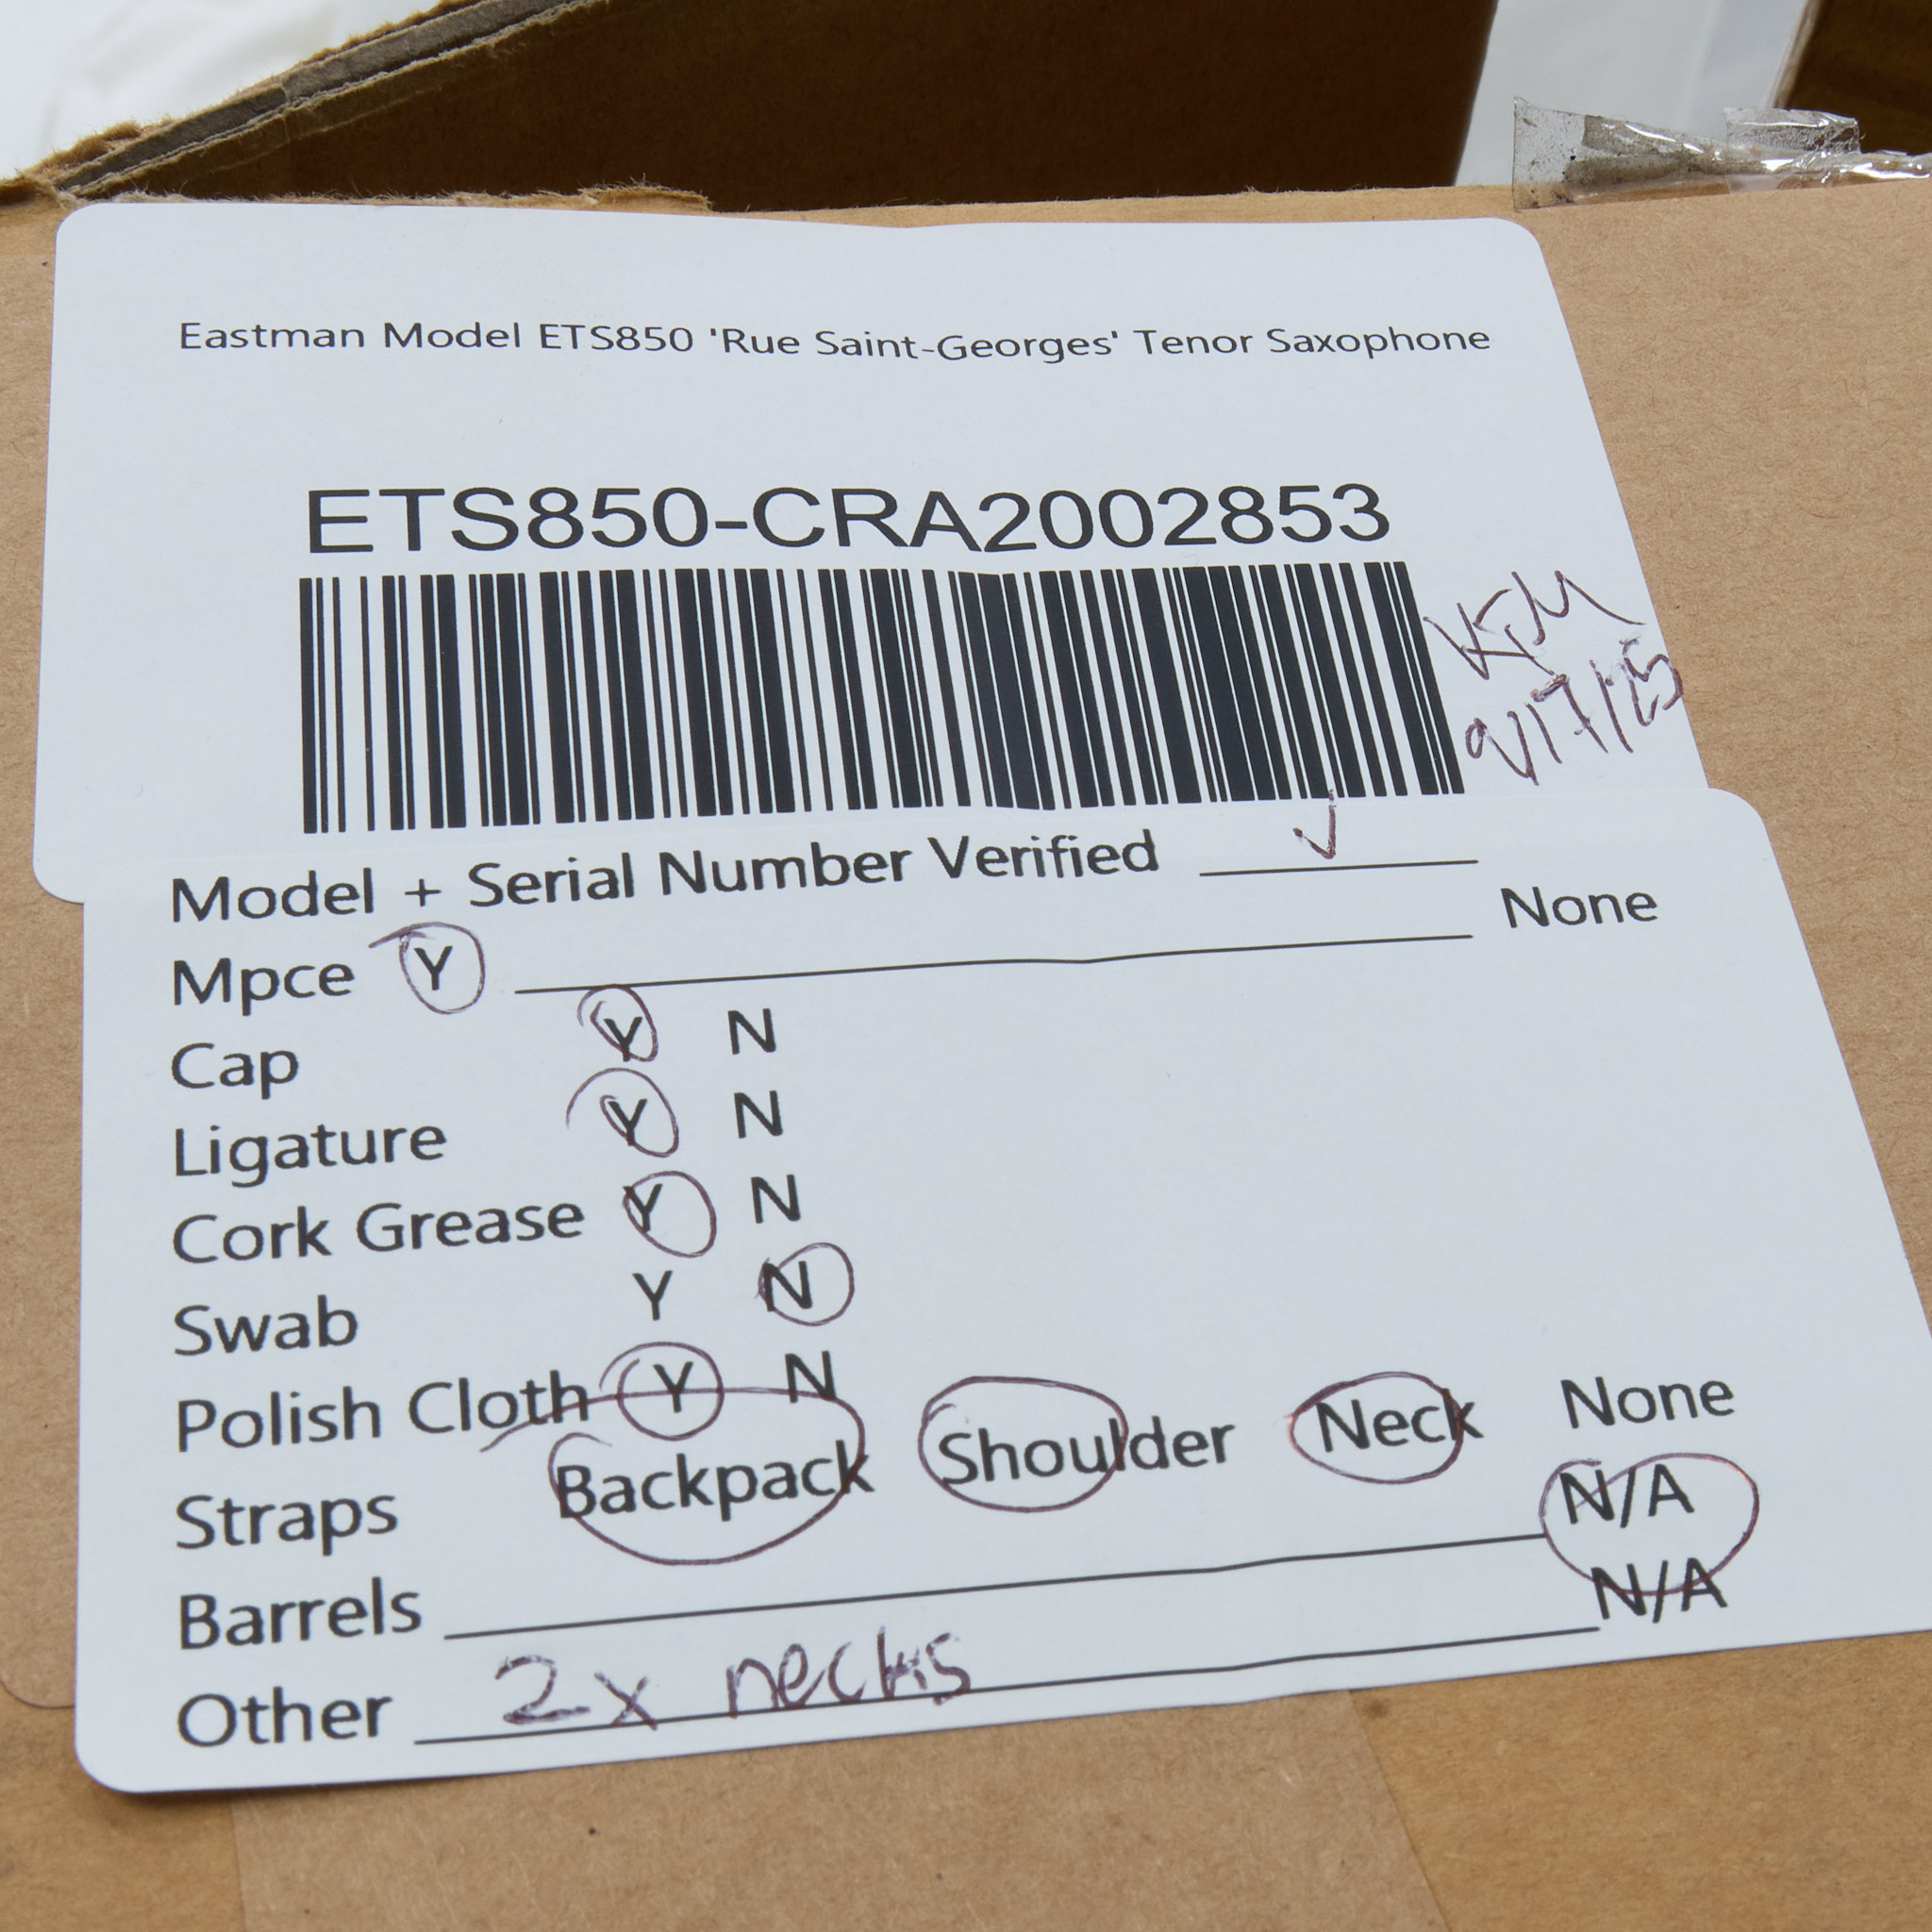 Eastman Model ETS850 'Rue Saint-Georges' Tenor Saxophone
ETS850-CRA2002853
KM
9/17/25
Model + Serial Number Verified ✓
Mpce Y None
Cap Y N
Ligature Y N
Cork Grease Y N
Swab Y N
Polish Cloth Y N
Straps Backpack Shoulder Neck None
Barrels N/A
Other 2x necks N/A